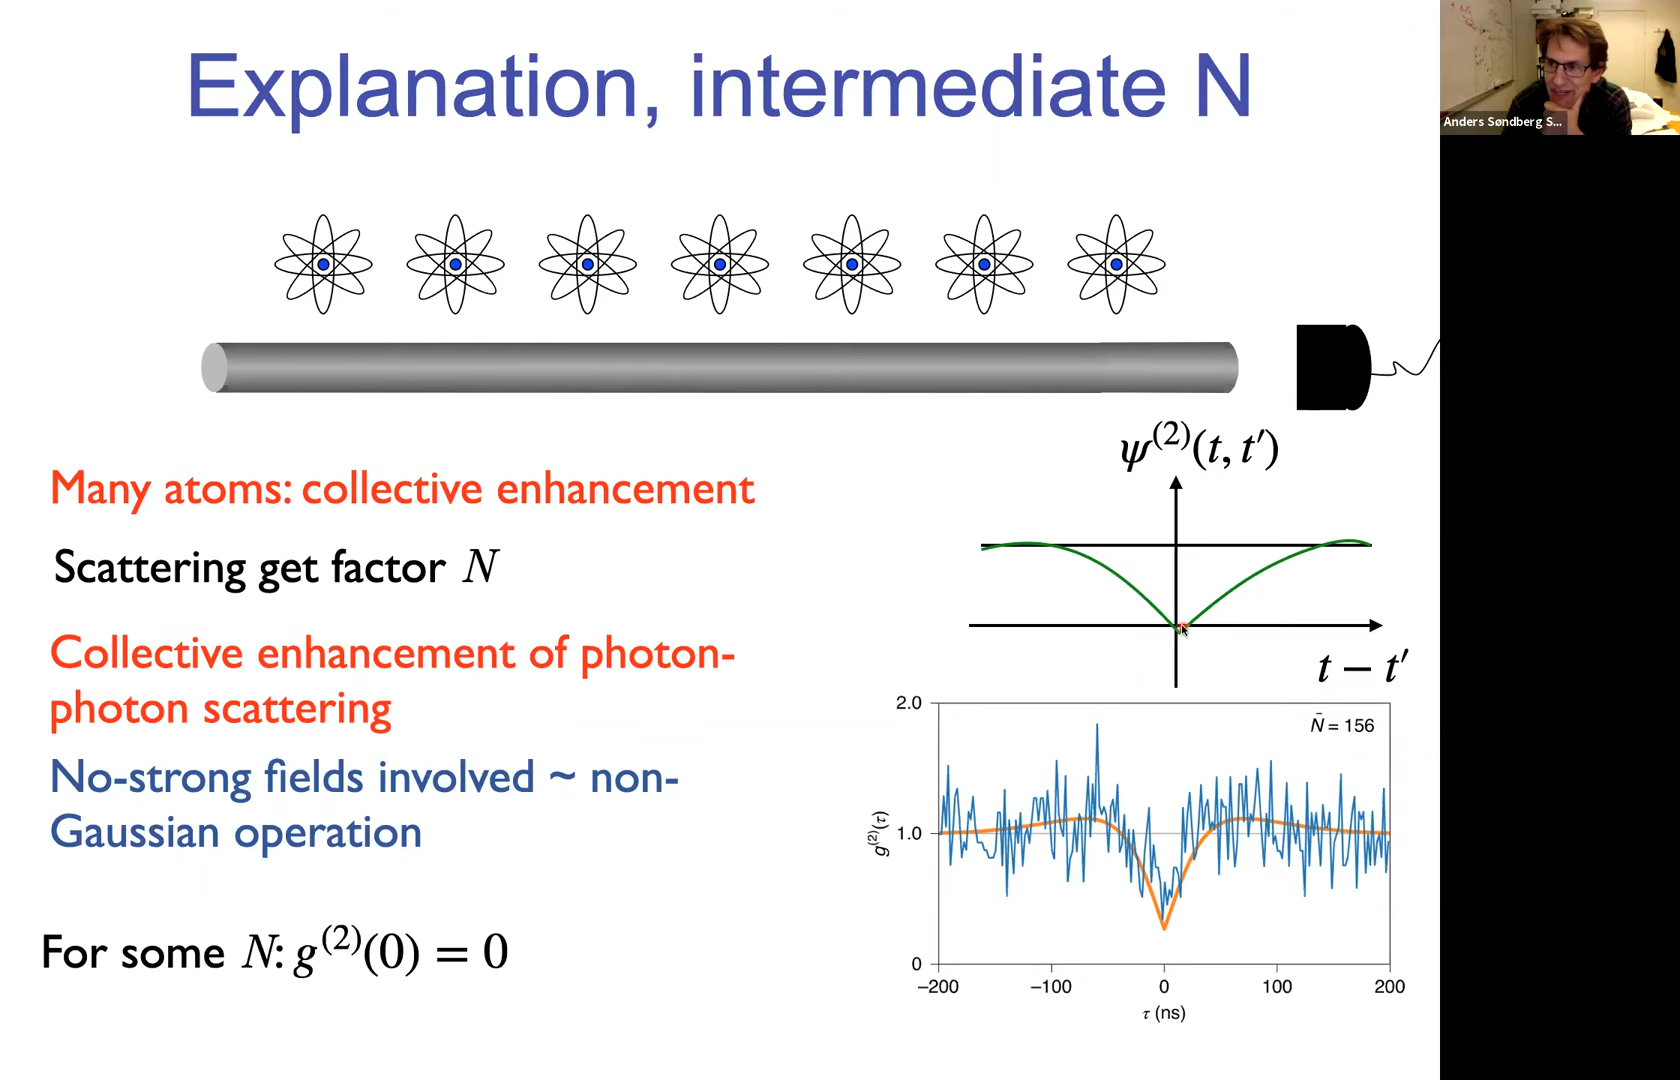 Explanation, intermediate N
Anders Søndberg S...
ψ⁽²⁾(t, t′)
Many atoms: collective enhancement
Scattering get factor N
Collective enhancement of photon-
photon scattering
t − t′
No-strong fields involved ~ non-
Gaussian operation
For some N: g⁽²⁾(0) = 0
2.0
N̄ = 156
g⁽²⁾(τ)
1.0
0
−200 −100 0 100 200
τ (ns)